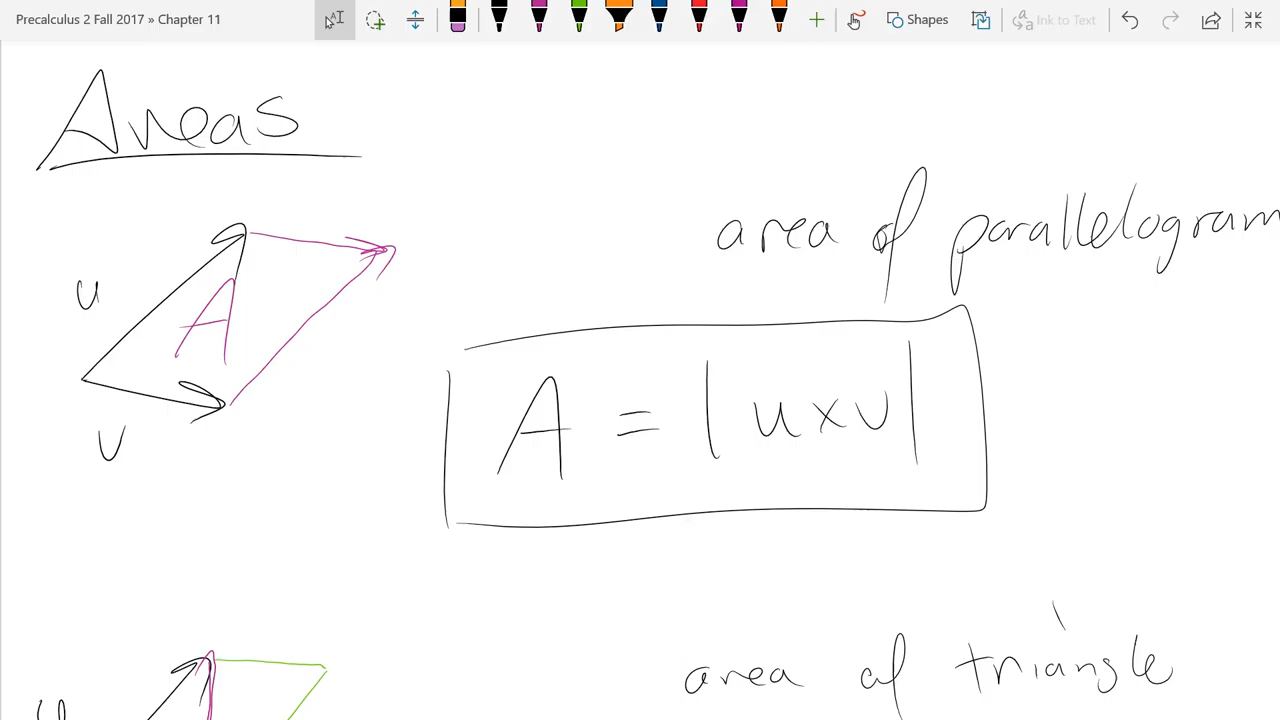 Precalculus 2 Fall 2017 » Chapter 11
Shapes
Ink to Text
Areas
area of parallelogram
u
A
v
A = |u×v|
area of triangle
u